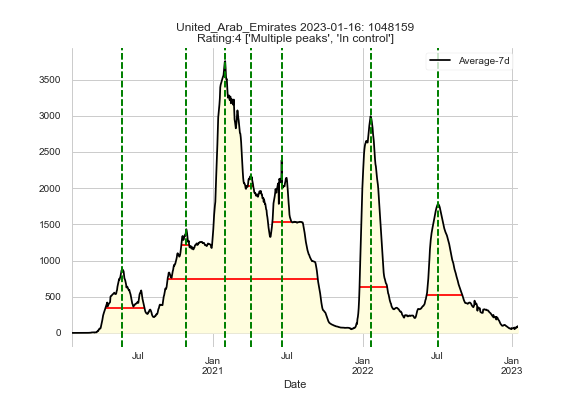 United_Arab_Emirates 2023-01-16: 1048159
Rating:4 ['Multiple peaks', 'In control']
Average-7d
3500
3000
2500
2000
1500
1000
500
0
Jul
Jan
2021
Jul
Jan
2022
Jul
Jan
2023
Date